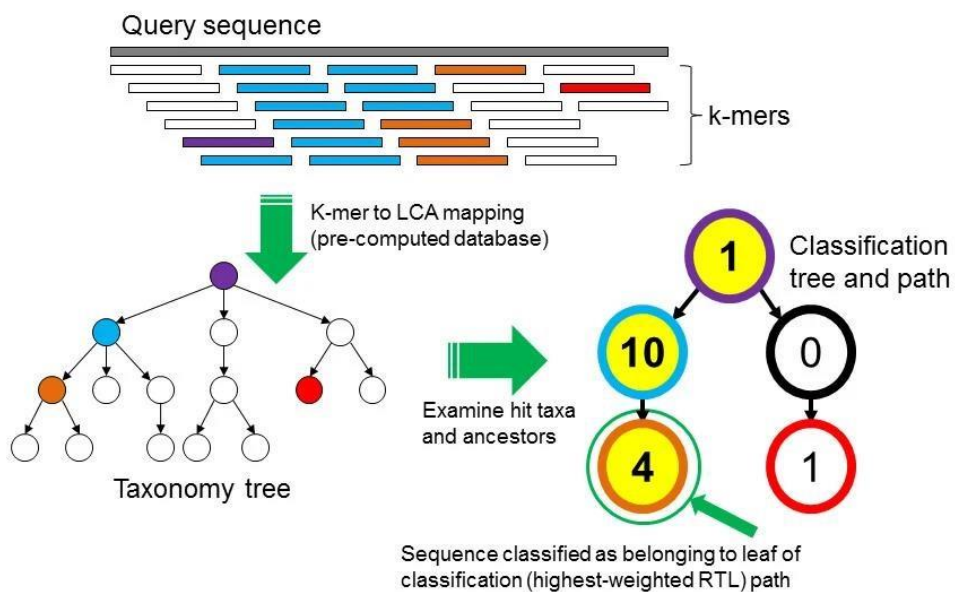 Query sequence
k-mers
K-mer to LCA mapping
(pre-computed database)
Classification
tree and path
1
10
0
Examine hit taxa
and ancestors
4
1
Taxonomy tree
Sequence classified as belonging to leaf of
classification (highest-weighted RTL) path